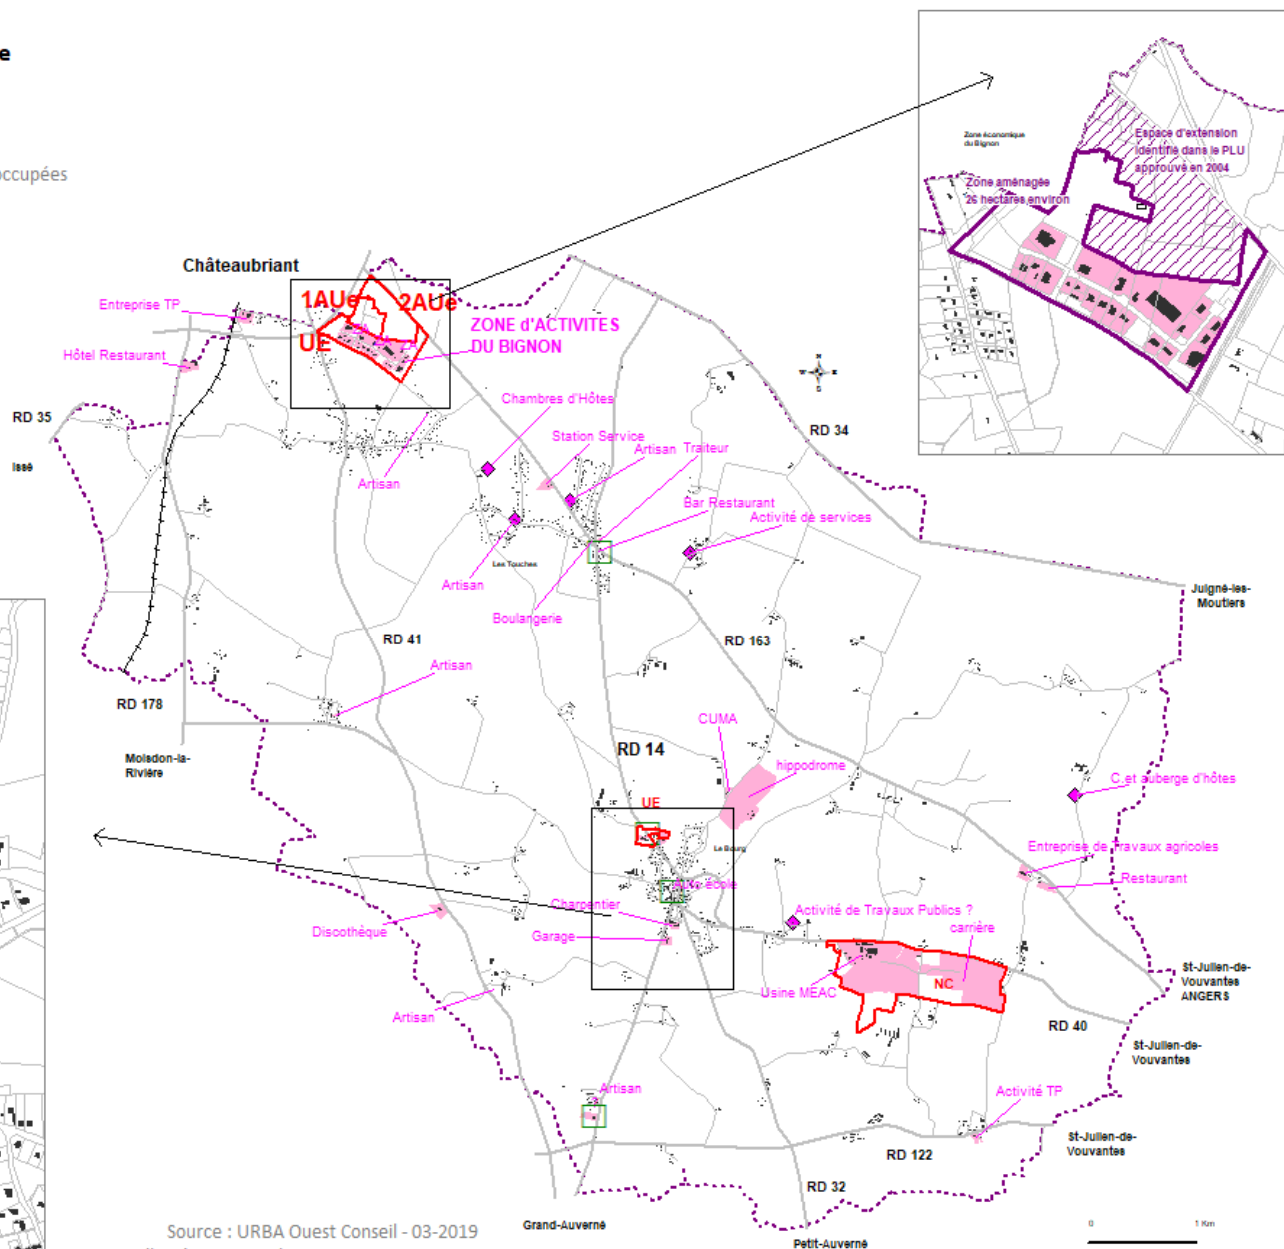 e
occupées
Zone économique
du Bignon
Espace d'extension
identifié dans le PLU
approuvé en 2004
Zone aménagée
26 hectares environ
Châteaubriant
Entreprise TP
1AUe
2AUe
UE
ZONE d'ACTIVITES
DU BIGNON
Hôtel Restaurant
N
W
E
S
RD 35
Issé
Chambres d'Hôtes
RD 34
Station Service
Artisan
Traiteur
Artisan
Bar Restaurant
Activité de services
Les Touches
Artisan
Boulangerie
Juigné-les-
Moutiers
RD 41
RD 163
Artisan
RD 178
CUMA
RD 14
Moisdon-la-
Rivière
hippodrome
C.et auberge d'hôtes
UE
Le Bourg
Entreprise de Travaux agricoles
Restaurant
Auto école
Charpentier
Activité de Travaux Publics ?
carrière
Discothèque
Garage
St-Julien-de-
Vouvantes
ANGERS
Usine MEAC
NC
Artisan
RD 40
St-Julien-de-
Vouvantes
Artisan
Activité TP
St-Julien-de-
Vouvantes
RD 122
RD 32
Source : URBA Ouest Conseil - 03-2019
Grand-Auverné
Petit-Auverné
0
1 Km